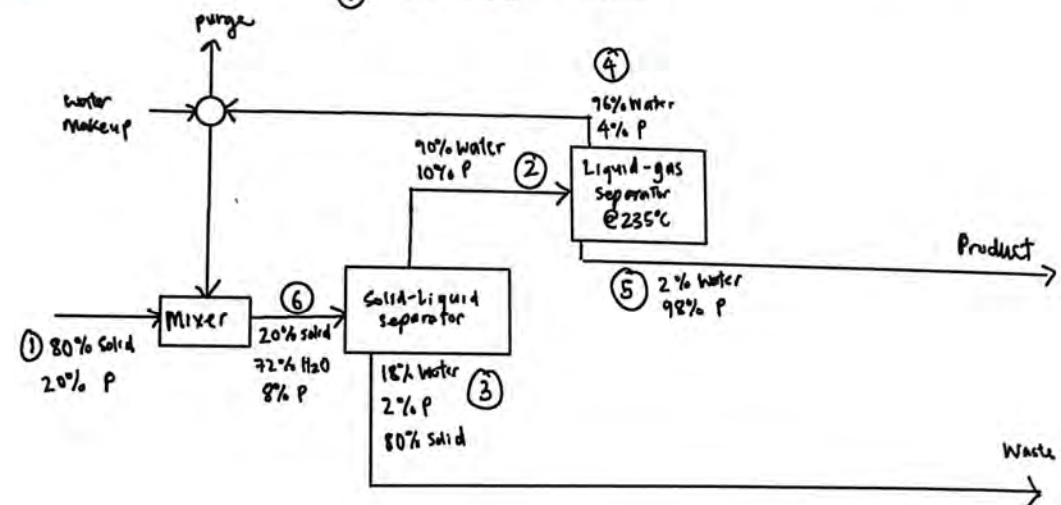 purge
water
makeup
④
96% Water
4% P
90% Water
10% P
②
Liquid-gas
separator
@235°C
Product
⑤ 2% Water
98% P
Mixer
⑥
20% solid
72% H2O
8% P
Solid-Liquid
separator
① 80% Solid
20% P
18% Water
2% P
80% Solid
③
Waste